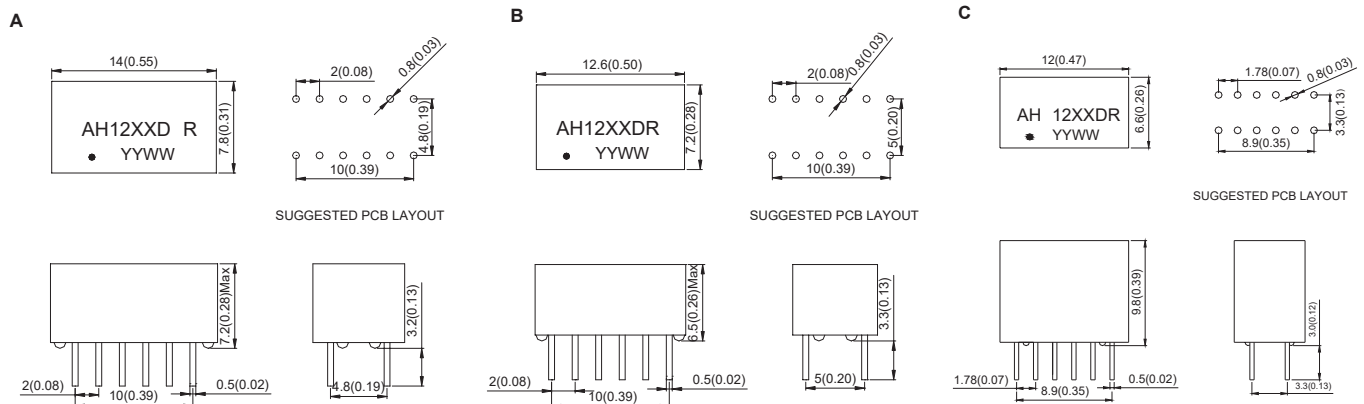 A
14(0.55)
AH12XXD R
YYWW
7.8(0.31)
2(0.08)
0.8(0.03)
4.8(0.19)
10(0.39)
SUGGESTED PCB LAYOUT
7.2(0.28)Max
2(0.08)
10(0.39)
0.5(0.02)
3.2(0.13)
4.8(0.19)
B
12.6(0.50)
AH12XXDR
YYWW
7.2(0.28)
2(0.08)
0.8(0.03)
5(0.20)
10(0.39)
SUGGESTED PCB LAYOUT
6.5(0.26)Max
2(0.08)
10(0.39)
0.5(0.02)
3.3(0.13)
5(0.20)
C
12(0.47)
AH 12XXDR
YYWW
6.6(0.26)
1.78(0.07)
0.8(0.03)
3.3(0.13)
8.9(0.35)
SUGGESTED PCB LAYOUT
9.8(0.39)
1.78(0.07)
8.9(0.35)
0.5(0.02)
3.0(0.12)
3.3(0.13)